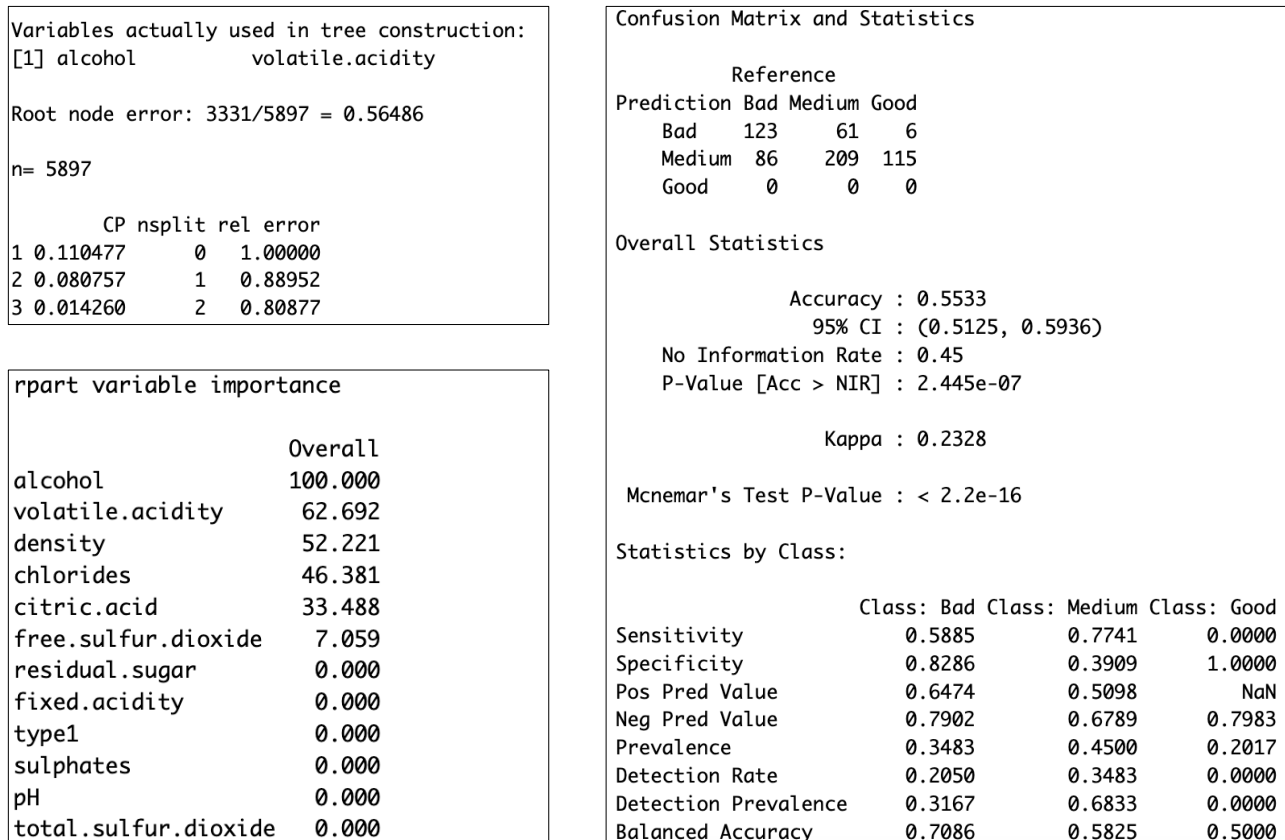 Variables actually used in tree construction:
[1] alcohol volatile.acidity
Root node error: 3331/5897 = 0.56486
n= 5897
CP nsplit rel error
1 0.110477 0 1.00000
2 0.080757 1 0.88952
3 0.014260 2 0.80877
rpart variable importance
Overall
alcohol 100.000
volatile.acidity 62.692
density 52.221
chlorides 46.381
citric.acid 33.488
free.sulfur.dioxide 7.059
residual.sugar 0.000
fixed.acidity 0.000
type1 0.000
sulphates 0.000
pH 0.000
total.sulfur.dioxide 0.000
Confusion Matrix and Statistics
Reference
Prediction Bad Medium Good
Bad 123 61 6
Medium 86 209 115
Good 0 0 0
Overall Statistics
Accuracy : 0.5533
95% CI : (0.5125, 0.5936)
No Information Rate : 0.45
P-Value [Acc > NIR] : 2.445e-07
Kappa : 0.2328
Mcnemar's Test P-Value : < 2.2e-16
Statistics by Class:
Class: Bad Class: Medium Class: Good
Sensitivity 0.5885 0.7741 0.0000
Specificity 0.8286 0.3909 1.0000
Pos Pred Value 0.6474 0.5098 NaN
Neg Pred Value 0.7902 0.6789 0.7983
Prevalence 0.3483 0.4500 0.2017
Detection Rate 0.2050 0.3483 0.0000
Detection Prevalence 0.3167 0.6833 0.0000
Balanced Accuracy 0.7086 0.5825 0.5000